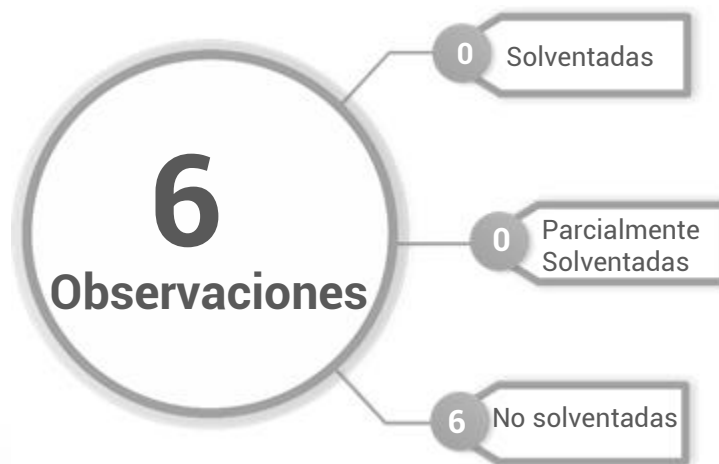 6
Observaciones
0
Solventadas
0
Parcialmente
Solventadas
6
No solventadas